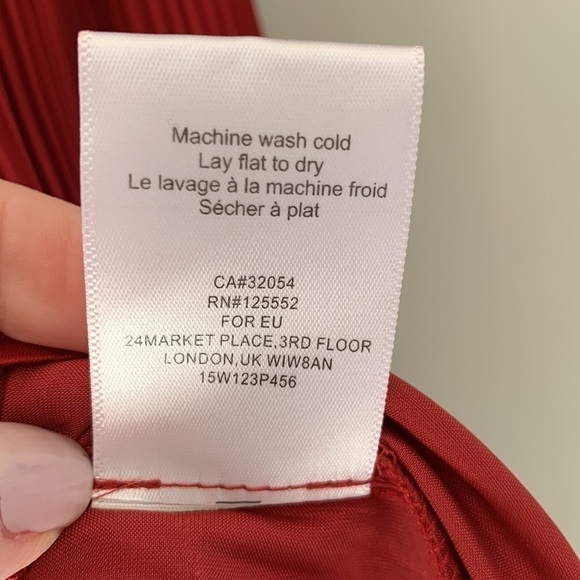 Machine wash cold
Lay flat to dry
Le lavage à la machine froid
Sécher à plat
CA#32054
RN#125552
FOR EU
24MARKET PLACE,3RD FLOOR
LONDON,UK WIW8AN
15W123P456